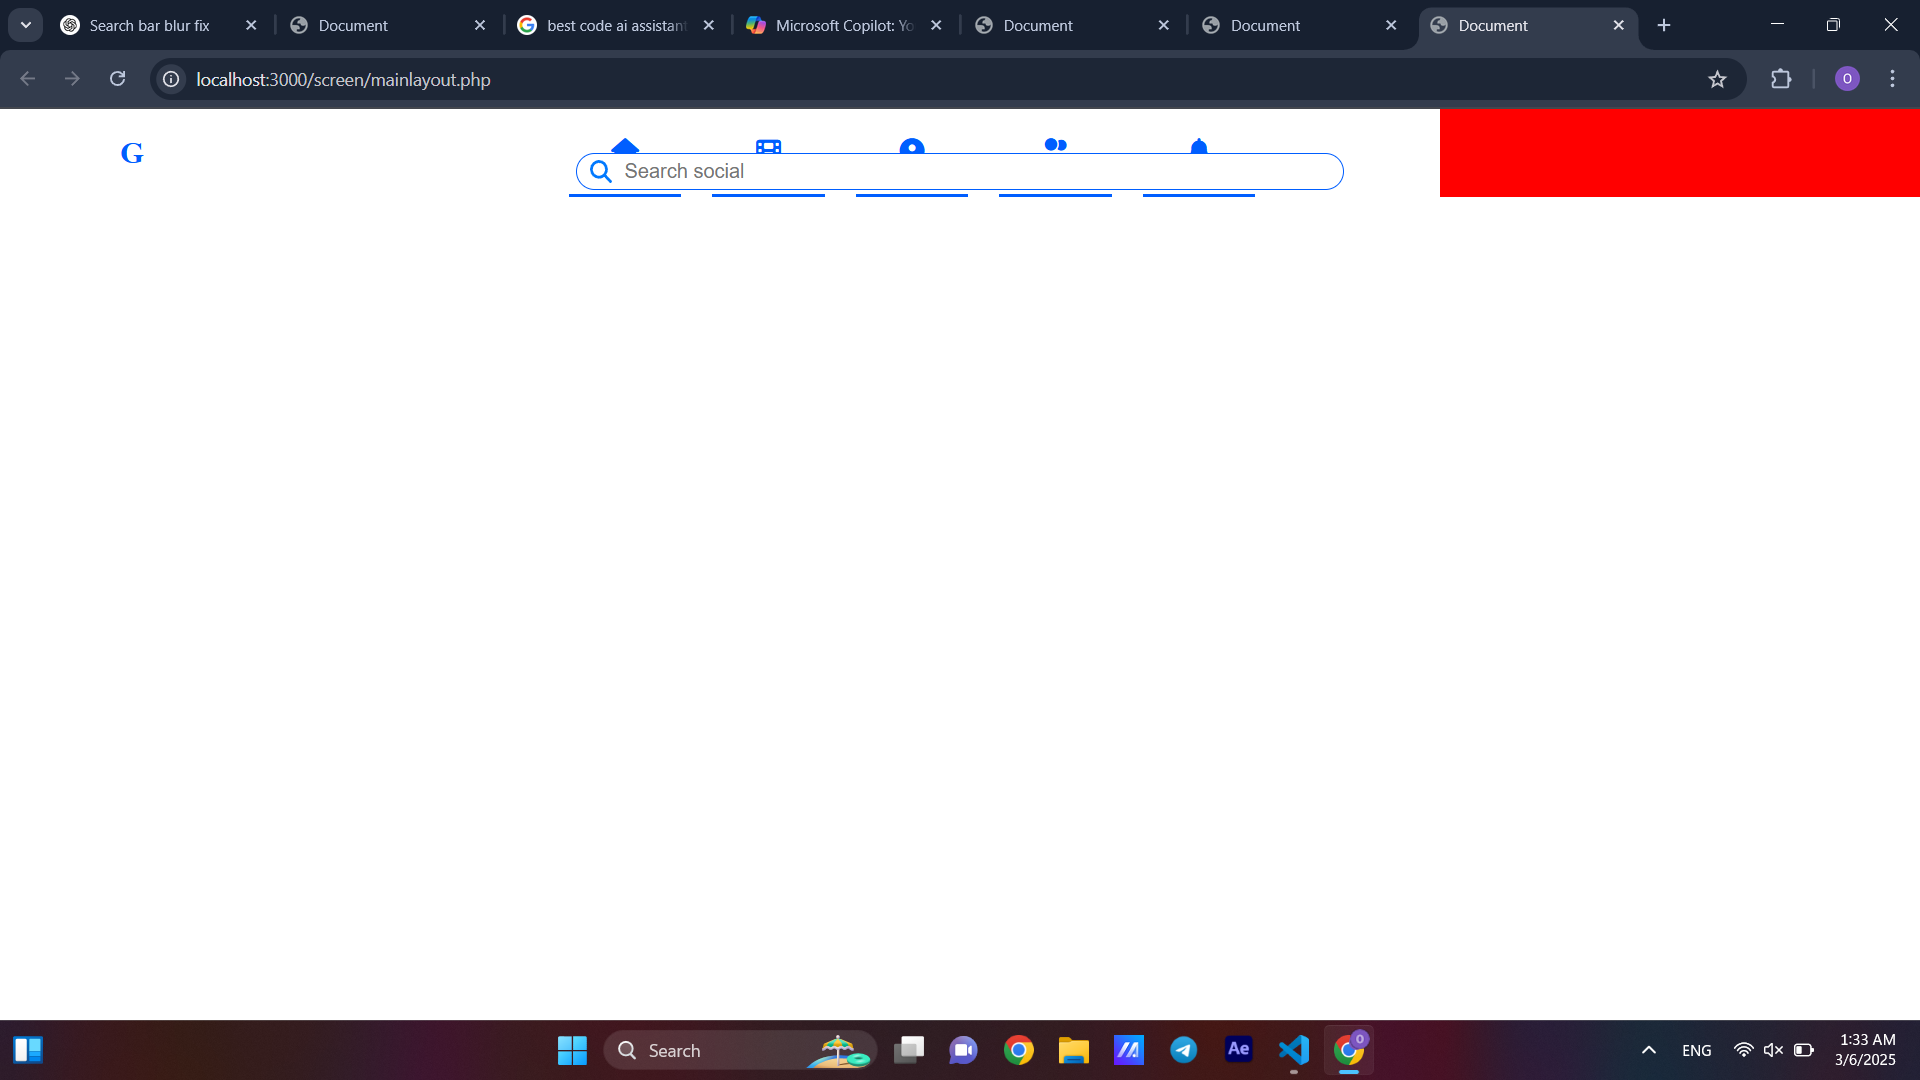 Search bar blur fix
Document
best code ai assistant
Microsoft Copilot: Yo
Document
Document
Document
localhost:3000/screen/mainlayout.php
O
G
Search social
Search
Ae
O
ENG
1:33 AM
3/6/2025